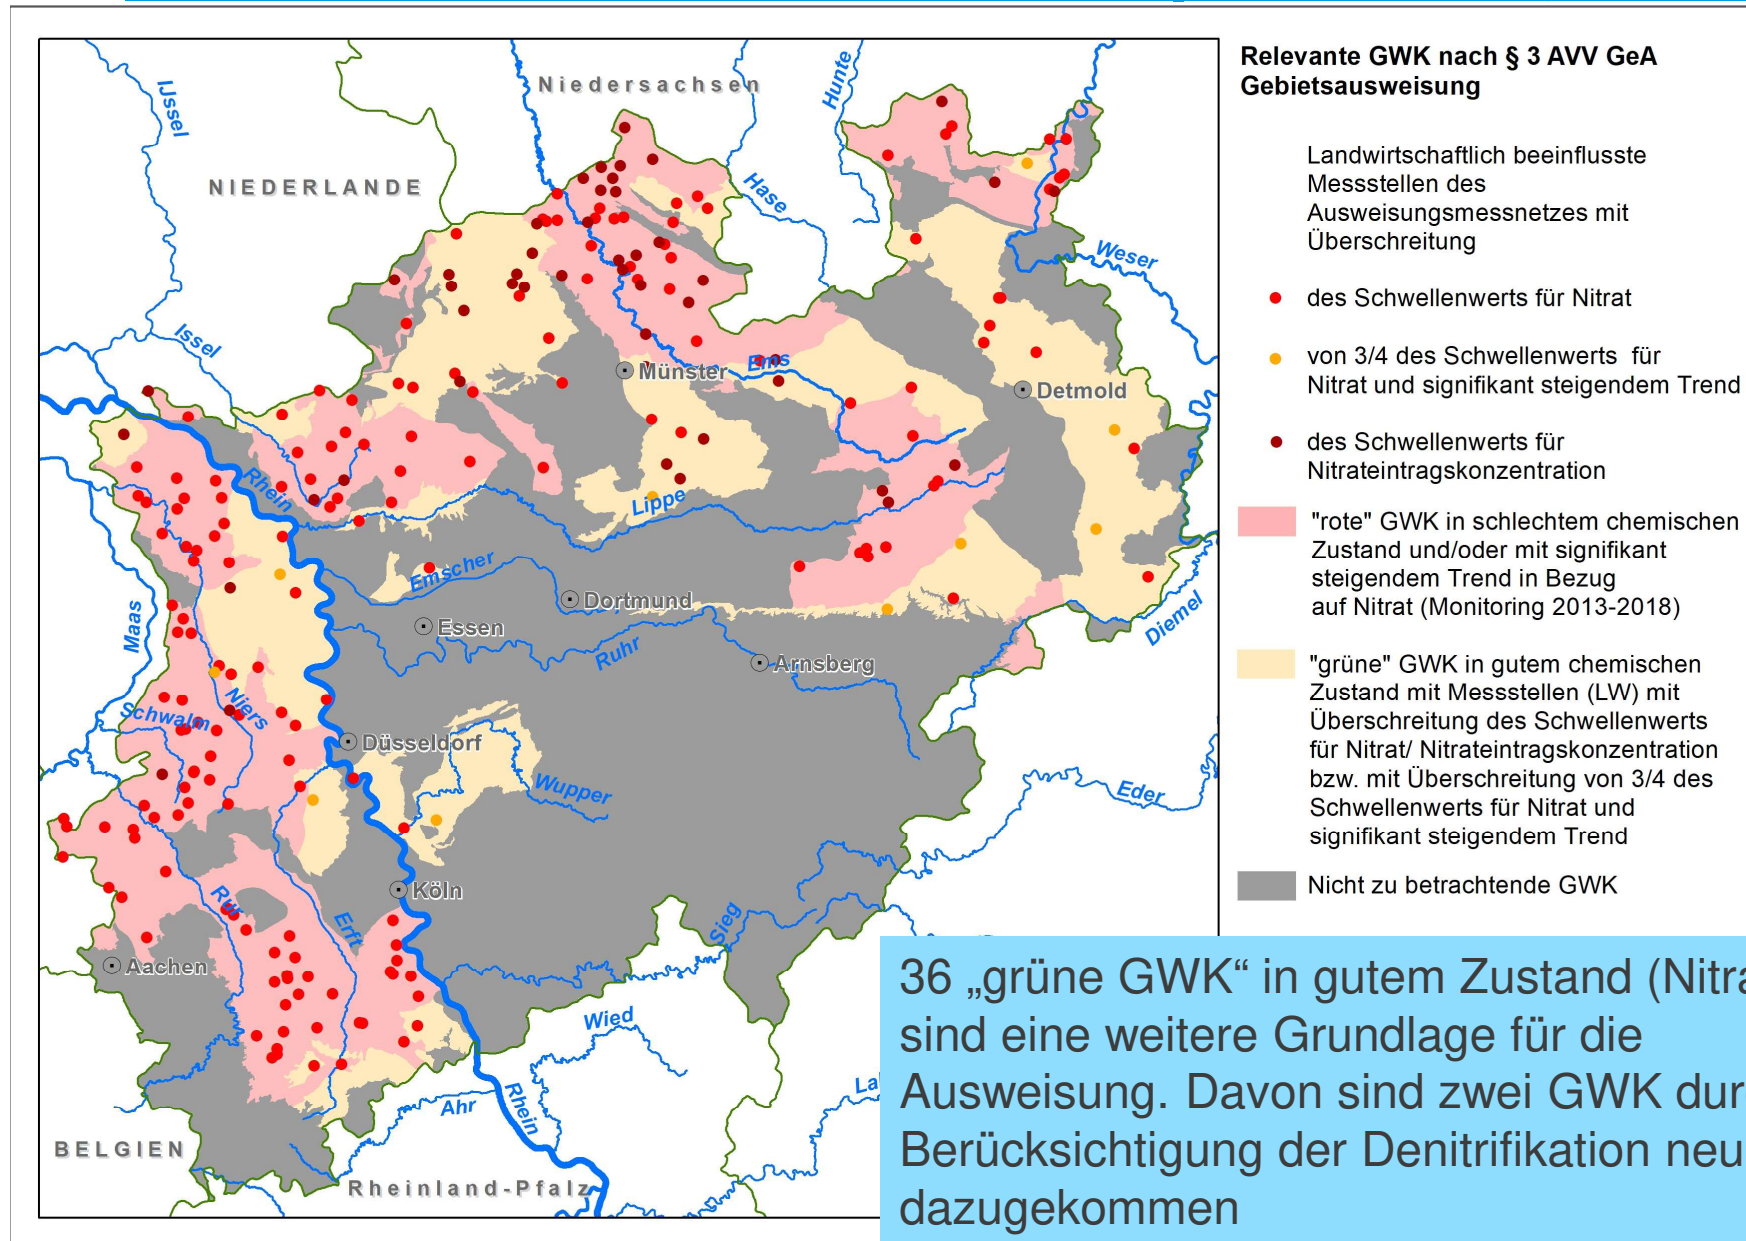 Relevante GWK nach § 3 AVV GeA
Gebietsausweisung
Landwirtschaftlich beeinflusste
Messstellen des
Ausweisungsmessnetzes mit
Überschreitung
des Schwellenwerts für Nitrat
von 3/4 des Schwellenwerts für
Nitrat und signifikant steigendem Trend
des Schwellenwerts für
Nitrateintragskonzentration
"rote" GWK in schlechtem chemischen
Zustand und/oder mit signifikant
steigendem Trend in Bezug
auf Nitrat (Monitoring 2013-2018)
"grüne" GWK in gutem chemischen
Zustand mit Messstellen (LW) mit
Überschreitung des Schwellenwerts
für Nitrat/ Nitrateintragskonzentration
bzw. mit Überschreitung von 3/4 des
Schwellenwerts für Nitrat und
signifikant steigendem Trend
Nicht zu betrachtende GWK
Niedersachsen
Hunte
IJssel
NIEDERLANDE
Hase
Weser
Issel
Münster
Ems
Detmold
Rhein
Lippe
Emscher
Dortmund
Essen
Ruhr
Arnsberg
Diemel
Maas
Niers
Schwalm
Düsseldorf
Wupper
Eder
Köln
Rur
Erft
Sieg
Aachen
Wied
Ahr
Rhein
BELGIEN
Rheinland-Pfalz
36 „grüne GWK“ in gutem Zustand (Nitra
sind eine weitere Grundlage für die
Ausweisung. Davon sind zwei GWK dur
Berücksichtigung der Denitrifikation neu
dazugekommen